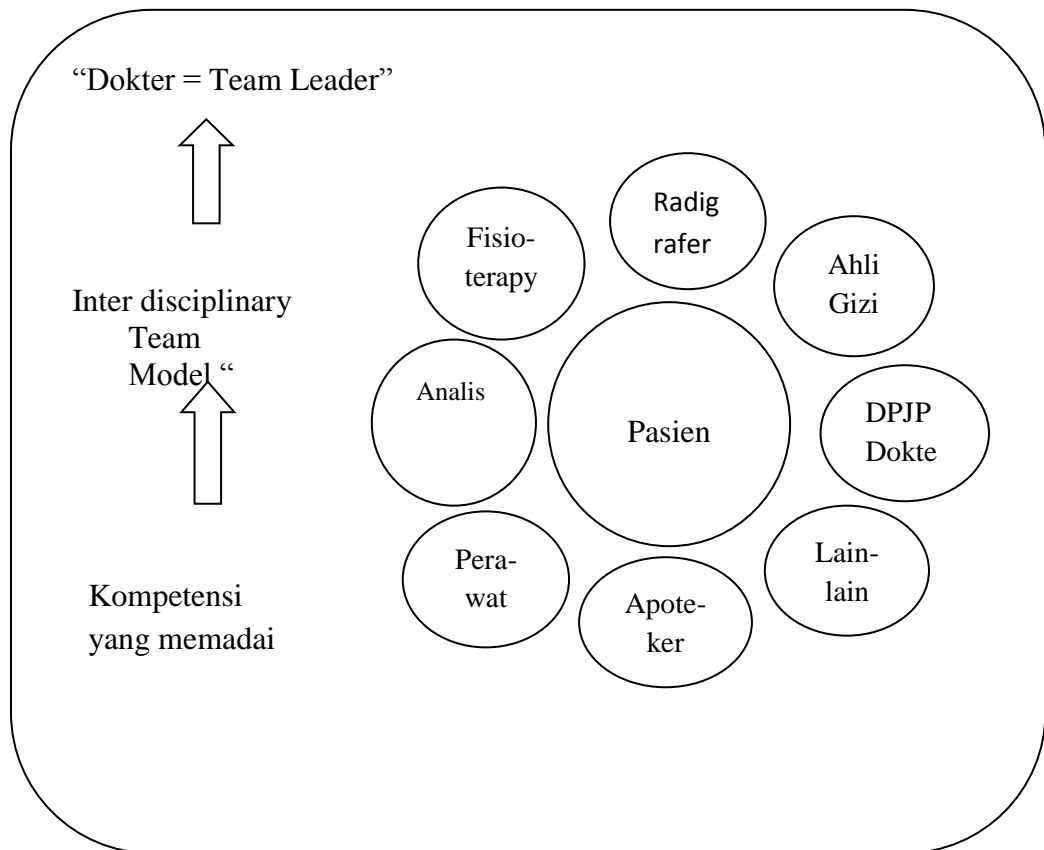 “Dokter = Team Leader”
Inter disciplinary
Team
Model “
Kompetensi
yang memadai
Radig
rafer
Fisio-
terapy
Ahli
Gizi
Analis
Pasien
DPJP
Dokte
Pera-
wat
Apote-
ker
Lain-
lain